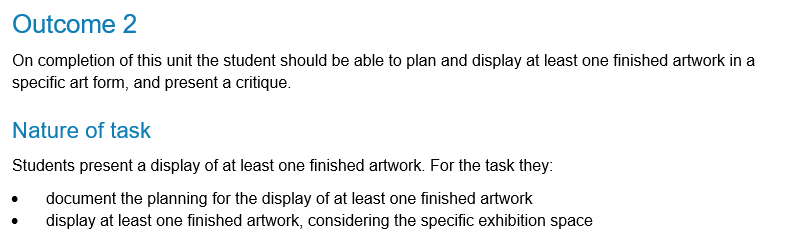 Outcome 2
On completion of this unit the student should be able to plan and display at least one finished artwork in a
specific art form, and present a critique.
Nature of task
Students present a display of at least one finished artwork. For the task they:
• document the planning for the display of at least one finished artwork
• display at least one finished artwork, considering the specific exhibition space